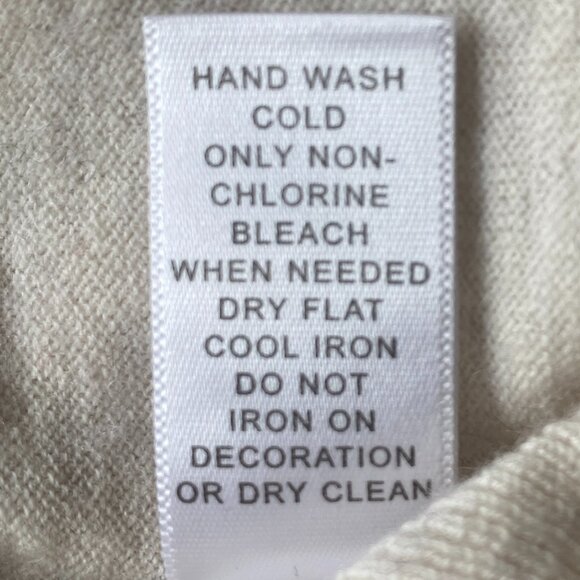 HAND WASH
COLD
ONLY NON-
CHLORINE
BLEACH
WHEN NEEDED
DRY FLAT
COOL IRON
DO NOT
IRON ON
DECORATION
OR DRY CLEAN